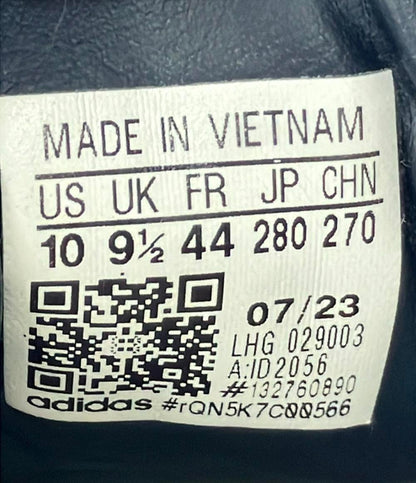 MADE IN VIETNAM
US UK FR JP CHN
10 9½ 44 280 270
07/23
LHG 029003
A:ID2056
#132760890
adidas #rQN5K7C00566